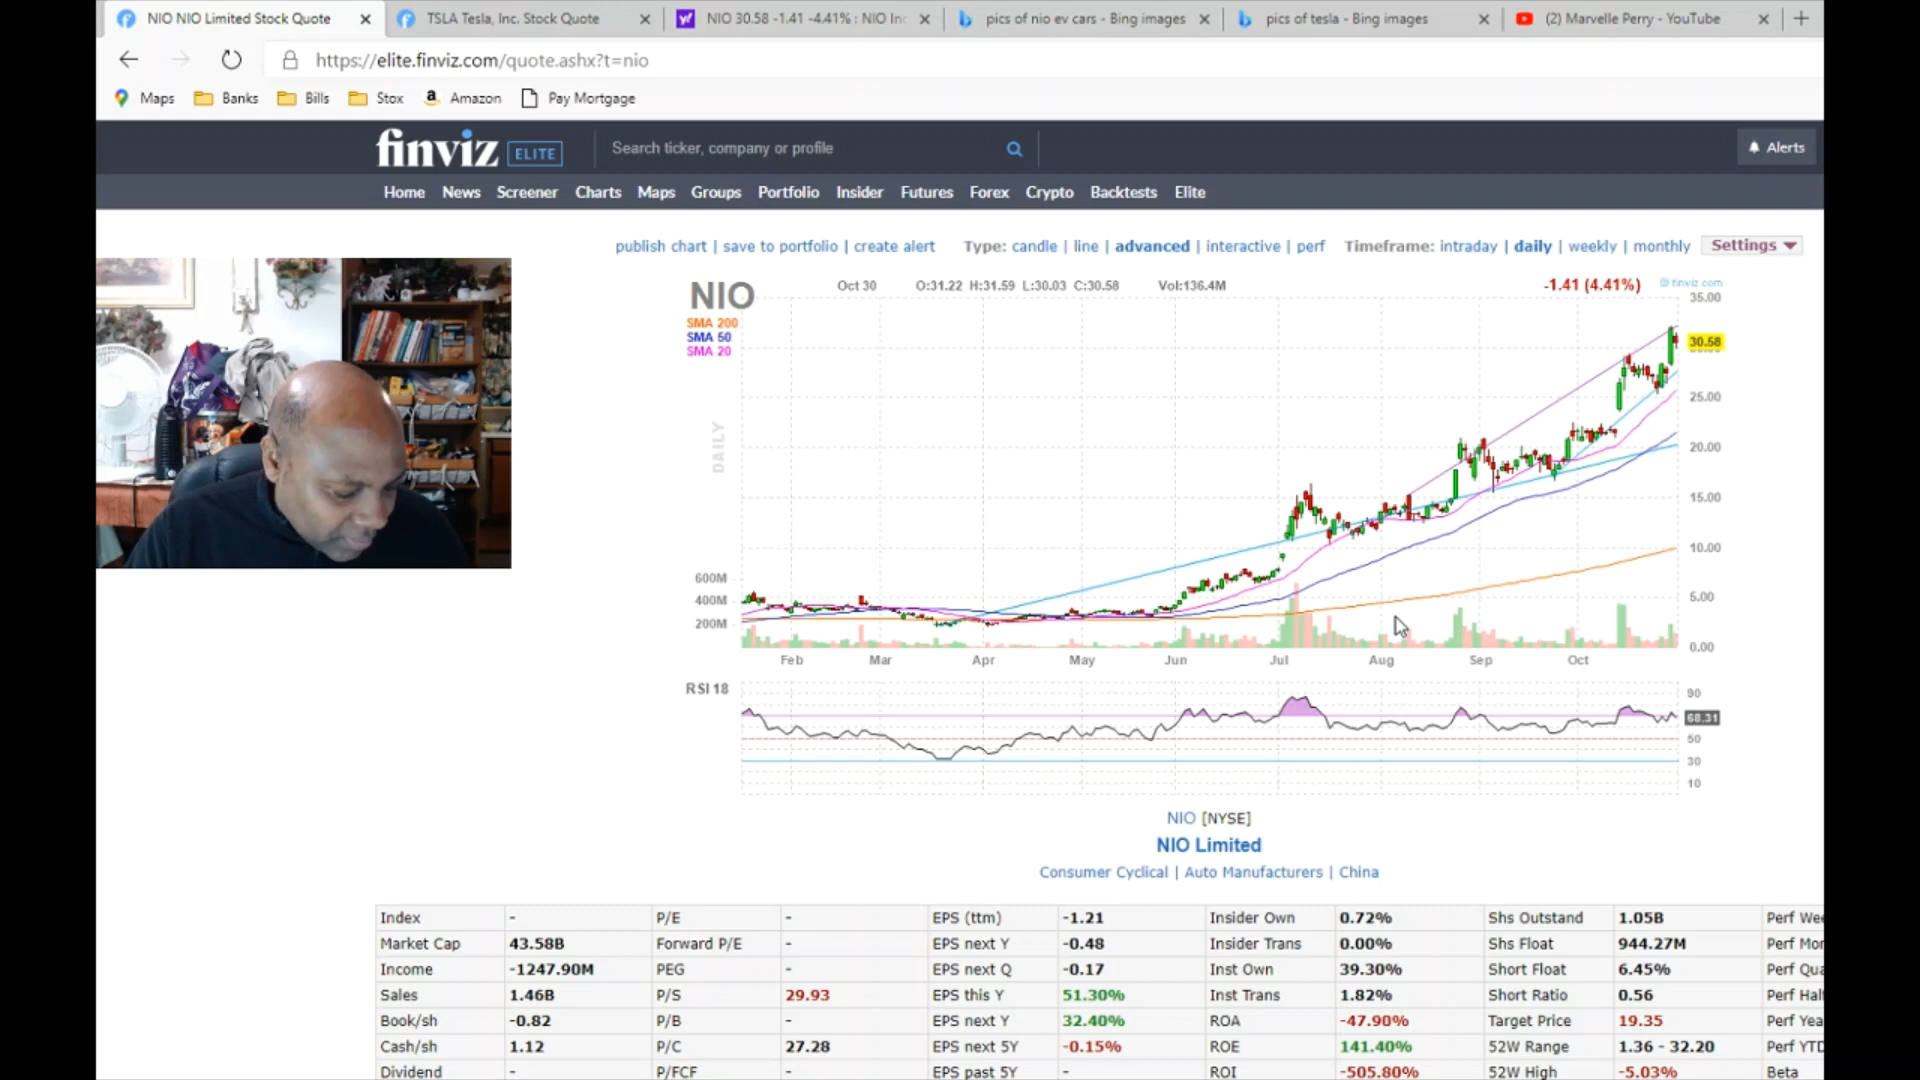 NIO NIO Limited Stock Quote
TSLA Tesla, Inc. Stock Quote
NIO 30.58 -1.41 -4.41% : NIO Inc
pics of nio ev cars - Bing images
pics of tesla - Bing images
(2) Marvelle Perry - YouTube
https://elite.finviz.com/quote.ashx?t=nio
Maps Banks Bills Stox Amazon Pay Mortgage
finviz ELITE Search ticker, company or profile Alerts
Home News Screener Charts Maps Groups Portfolio Insider Futures Forex Crypto Backtests Elite
publish chart | save to portfolio | create alert Type: candle | line | advanced | interactive | perf Timeframe: intraday | daily | weekly | monthly Settings
NIO Oct 30 O:31.22 H:31.59 L:30.03 C:30.58 Vol:136.4M -1.41 (4.41%) © finviz.com
35.00
SMA 200
SMA 50
SMA 20
30.58
25.00
DAILY
20.00
15.00
10.00
600M
400M 5.00
200M
0.00
Feb Mar Apr May Jun Jul Aug Sep Oct
RSI 18
90
68.31
50
30
10
NIO [NYSE]
NIO Limited
Consumer Cyclical | Auto Manufacturers | China
Index - P/E - EPS (ttm) -1.21 Insider Own 0.72% Shs Outstand 1.05B Perf Wee
Market Cap 43.58B Forward P/E - EPS next Y -0.48 Insider Trans 0.00% Shs Float 944.27M Perf Mor
Income -1247.90M PEG - EPS next Q -0.17 Inst Own 39.30% Short Float 6.45% Perf Qua
Sales 1.46B P/S 29.93 EPS this Y 51.30% Inst Trans 1.82% Short Ratio 0.56 Perf Half
Book/sh -0.82 P/B - EPS next Y 32.40% ROA -47.90% Target Price 19.35 Perf Yea
Cash/sh 1.12 P/C 27.28 EPS next 5Y -0.15% ROE 141.40% 52W Range 1.36 - 32.20 Perf YTD
Dividend - P/FCF - EPS past 5Y - ROI -505.80% 52W High -5.03% Beta